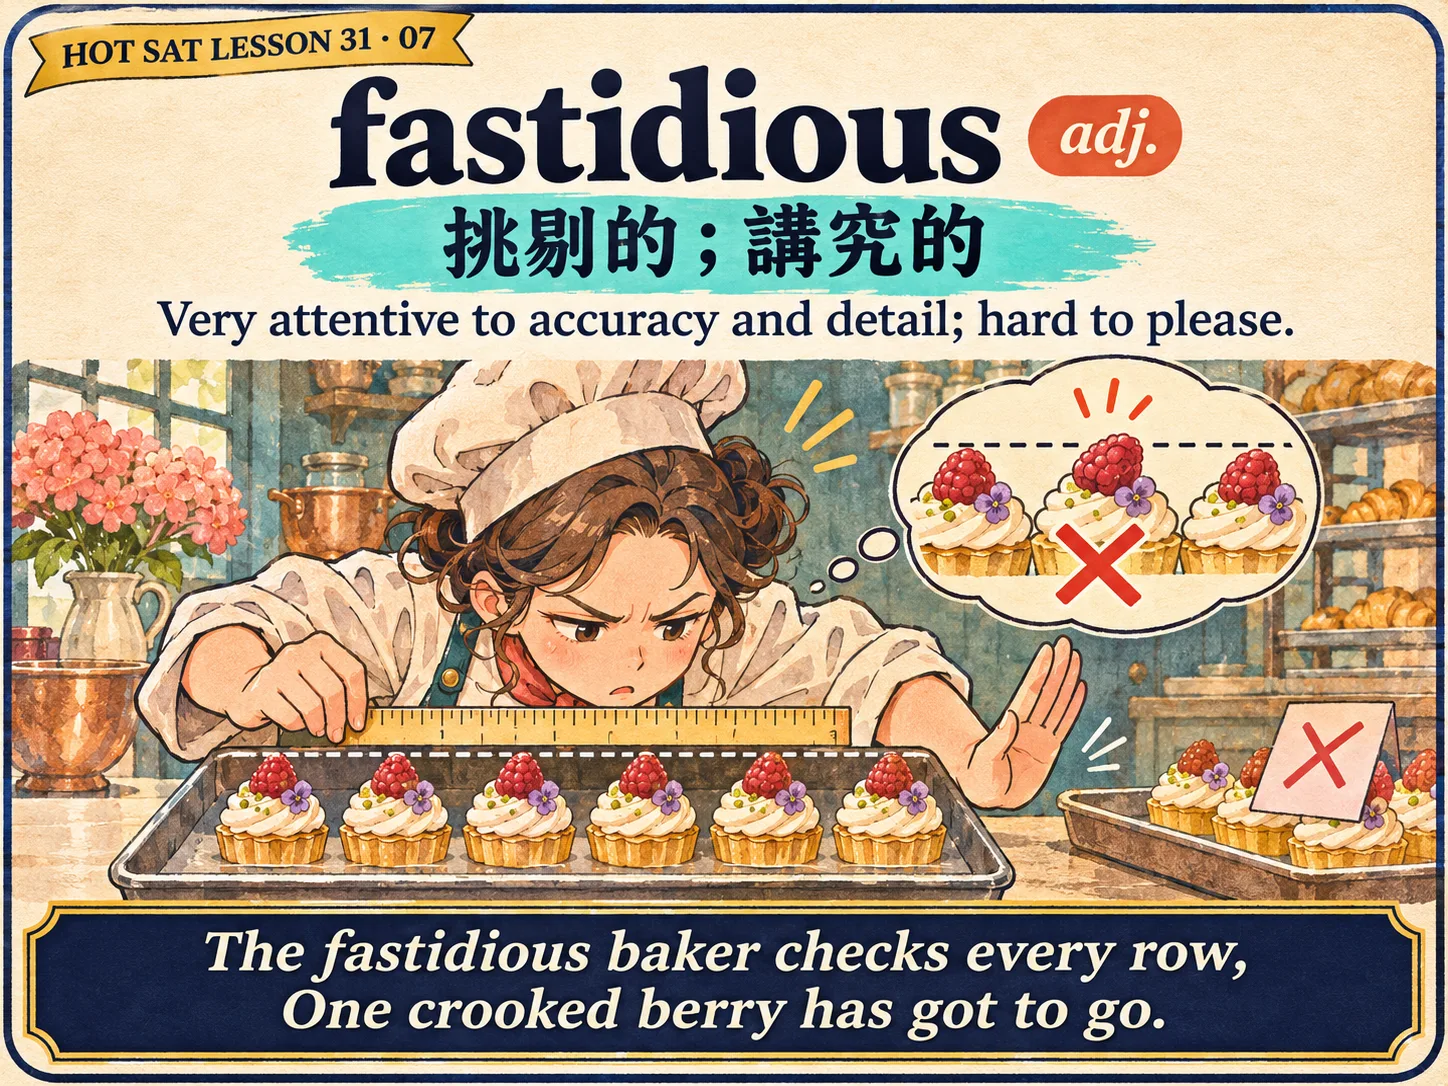 HOT SAT LESSON 31 · 07
fastidious adj.
挑剔的；講究的
Very attentive to accuracy and detail; hard to please.
The fastidious baker checks every row,
One crooked berry has got to go.